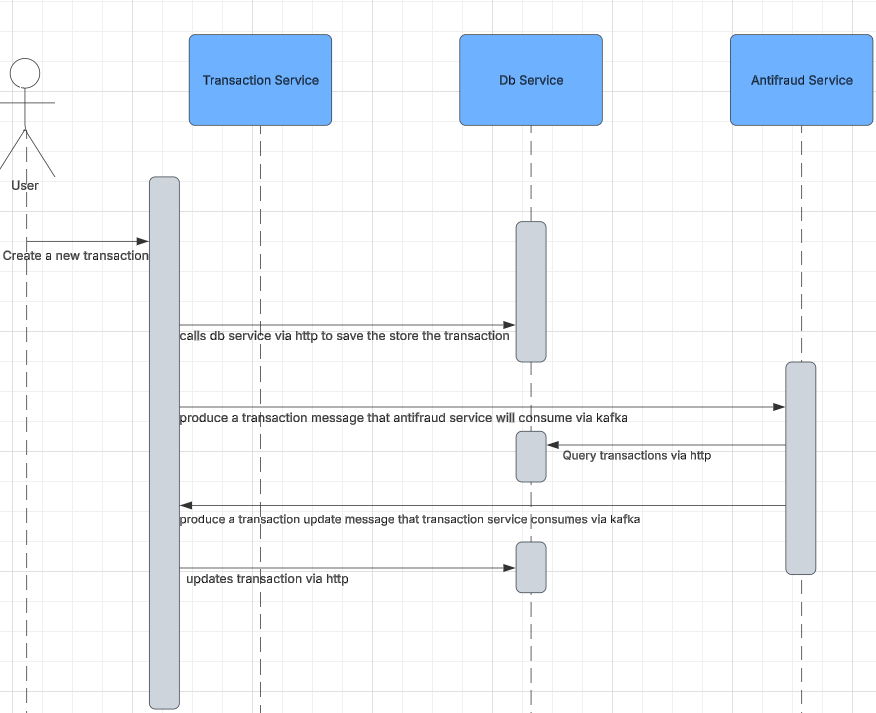 Transaction Service
Db Service
Antifraud Service
User
Create a new transaction
calls db service via http to save the store the transaction
produce a transaction message that antifraud service will consume via kafka
Query transactions via http
produce a transaction update message that transaction service consumes via kafka
updates transaction via http